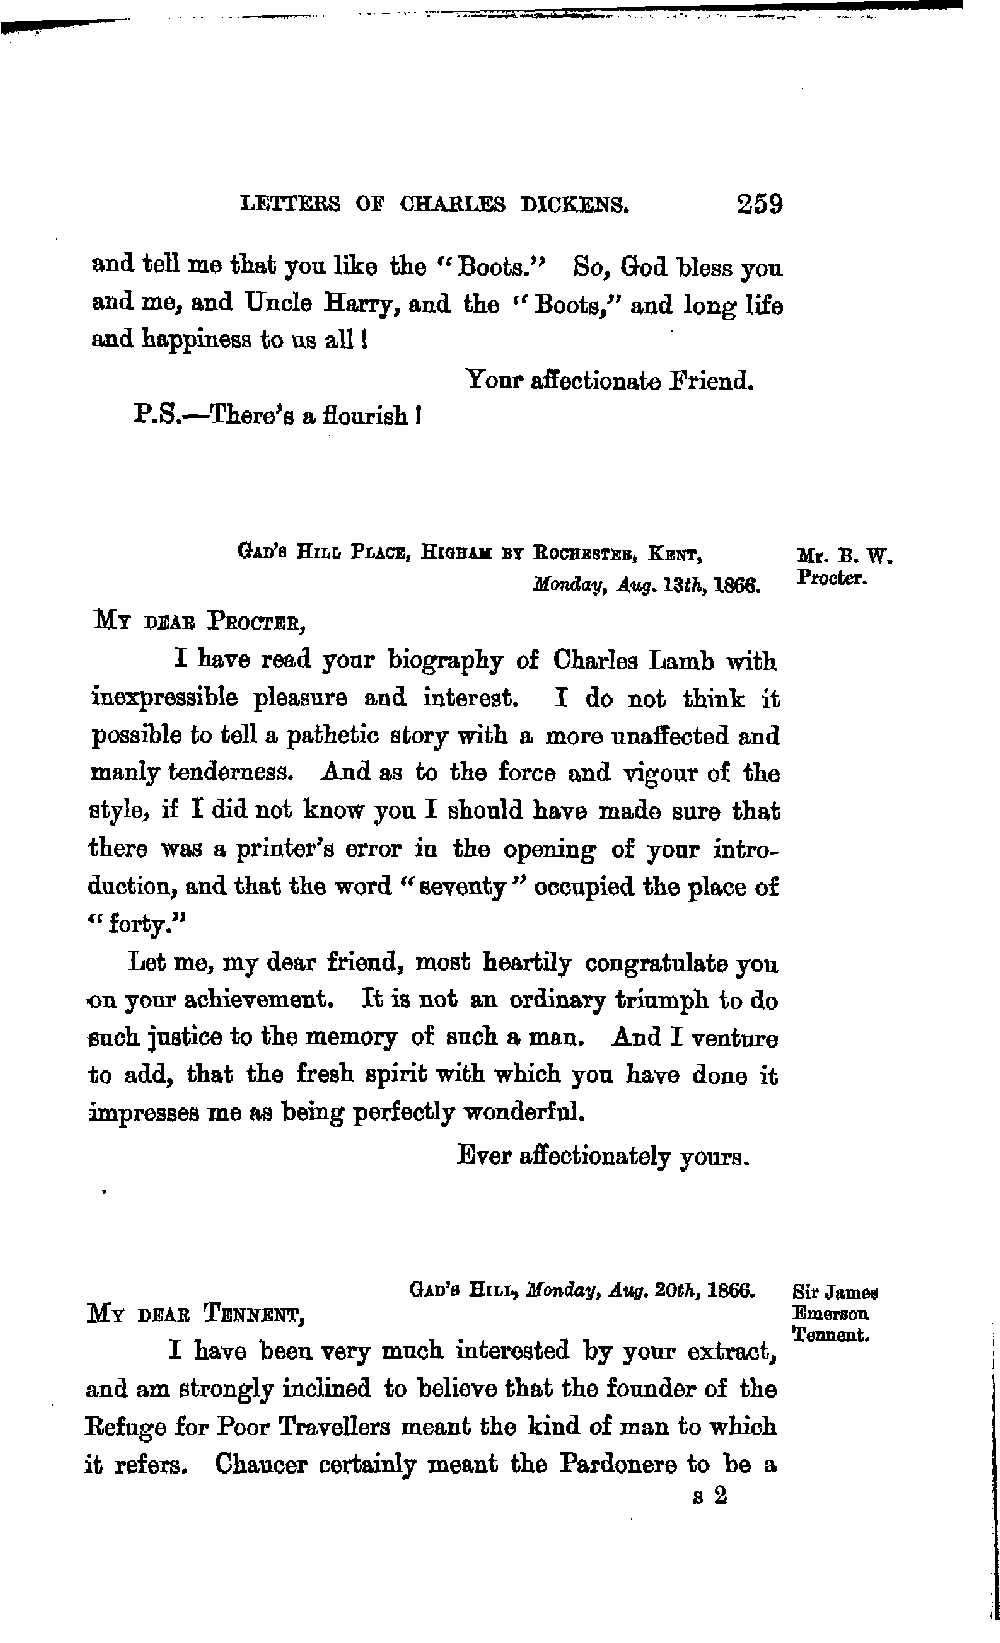 LETTERS OF CHARLES DICKENS. 259
and tell me that you like the “Boots.” So, God bless you
and me, and Uncle Harry, and the “Boots,” and long life
and happiness to us all!
Your affectionate Friend.
P.S.—There’s a flourish!
Gad’s Hill Place, Higham by Rochester, Kent,
Monday, Aug. 13th, 1866.
Mr. B. W.
Procter.
My dear Procter,
I have read your biography of Charles Lamb with
inexpressible pleasure and interest. I do not think it
possible to tell a pathetic story with a more unaffected and
manly tenderness. And as to the force and vigour of the
style, if I did not know you I should have made sure that
there was a printer’s error in the opening of your intro-
duction, and that the word “seventy” occupied the place of
“forty.”
Let me, my dear friend, most heartily congratulate you
on your achievement. It is not an ordinary triumph to do
such justice to the memory of such a man. And I venture
to add, that the fresh spirit with which you have done it
impresses me as being perfectly wonderful.
Ever affectionately yours.
Gad’s Hill, Monday, Aug. 20th, 1866.
Sir James
Emerson
Tennent.
My dear Tennent,
I have been very much interested by your extract,
and am strongly inclined to believe that the founder of the
Refuge for Poor Travellers meant the kind of man to which
it refers. Chaucer certainly meant the Pardonere to be a
s 2